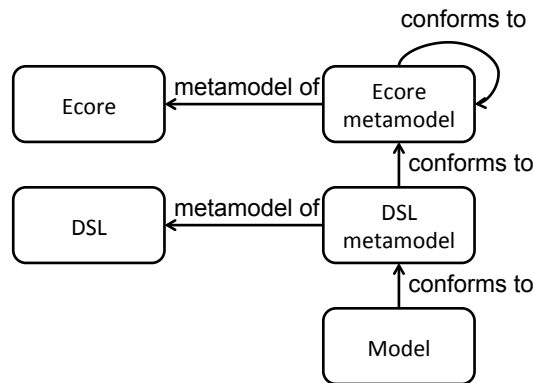 conforms to
Ecore
metamodel of
Ecore
metamodel
conforms to
DSL
metamodel of
DSL
metamodel
conforms to
Model